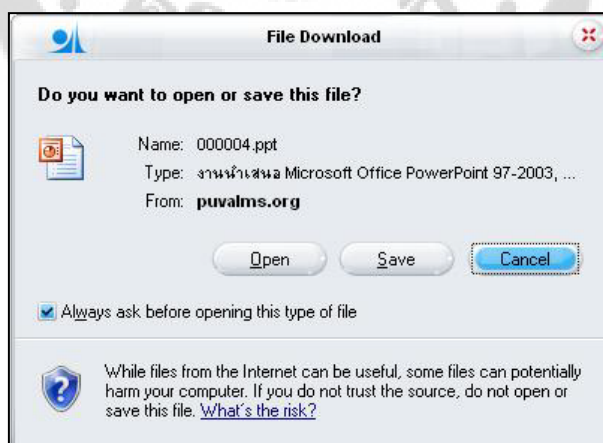 File Download
Do you want to open or save this file?
Name: 000004.ppt
Type: งานนำเสนอ Microsoft Office PowerPoint 97-2003, ...
From: puvalms.org
Open Save Cancel
Always ask before opening this type of file
While files from the Internet can be useful, some files can potentially
harm your computer. If you do not trust the source, do not open or
save this file. What's the risk?